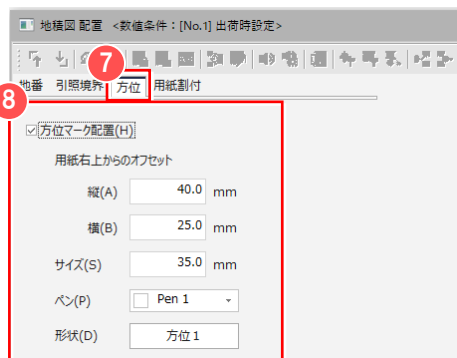 地積図 配置 <数値条件：[No.1] 出荷時設定>
7
地番 引照境界 方位 用紙割付
8
方位マーク配置(H)
用紙右上からのオフセット
縦(A) 40.0 mm
横(B) 25.0 mm
サイズ(S) 35.0 mm
ペン(P) Pen 1
形状(D) 方位１